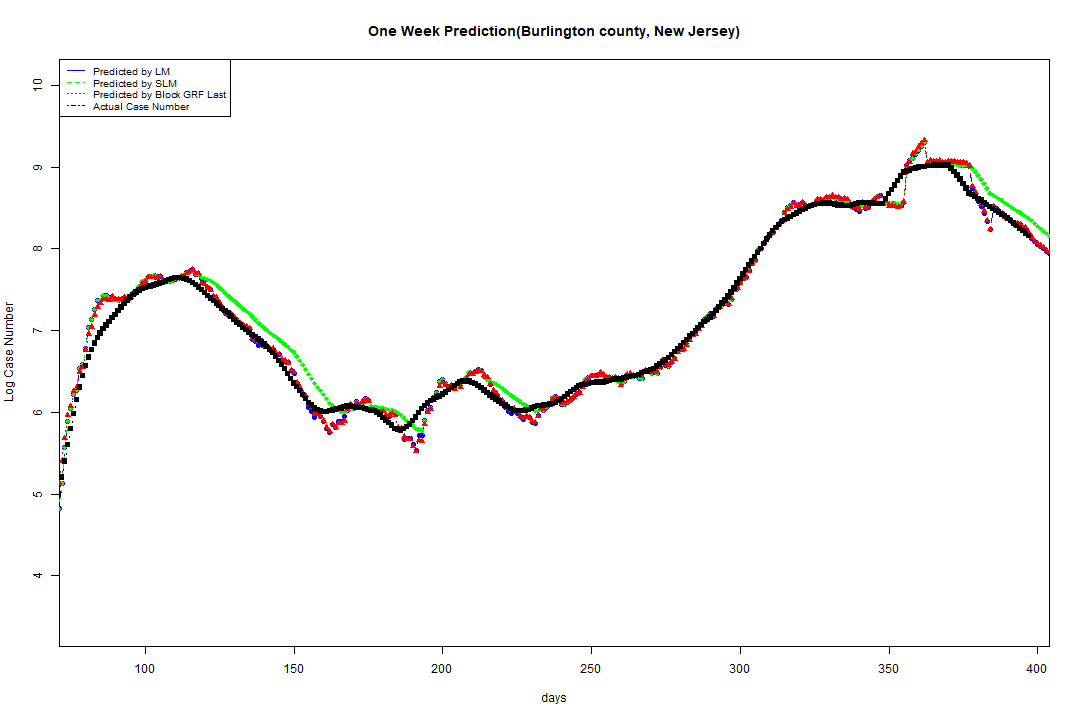 One Week Prediction(Burlington county, New Jersey)
Predicted by LM
Predicted by SLM
Predicted by Block GRF Last
Actual Case Number
10
9
8
7
6
5
4
Log Case Number
100 150 200 250 300 350 400
days